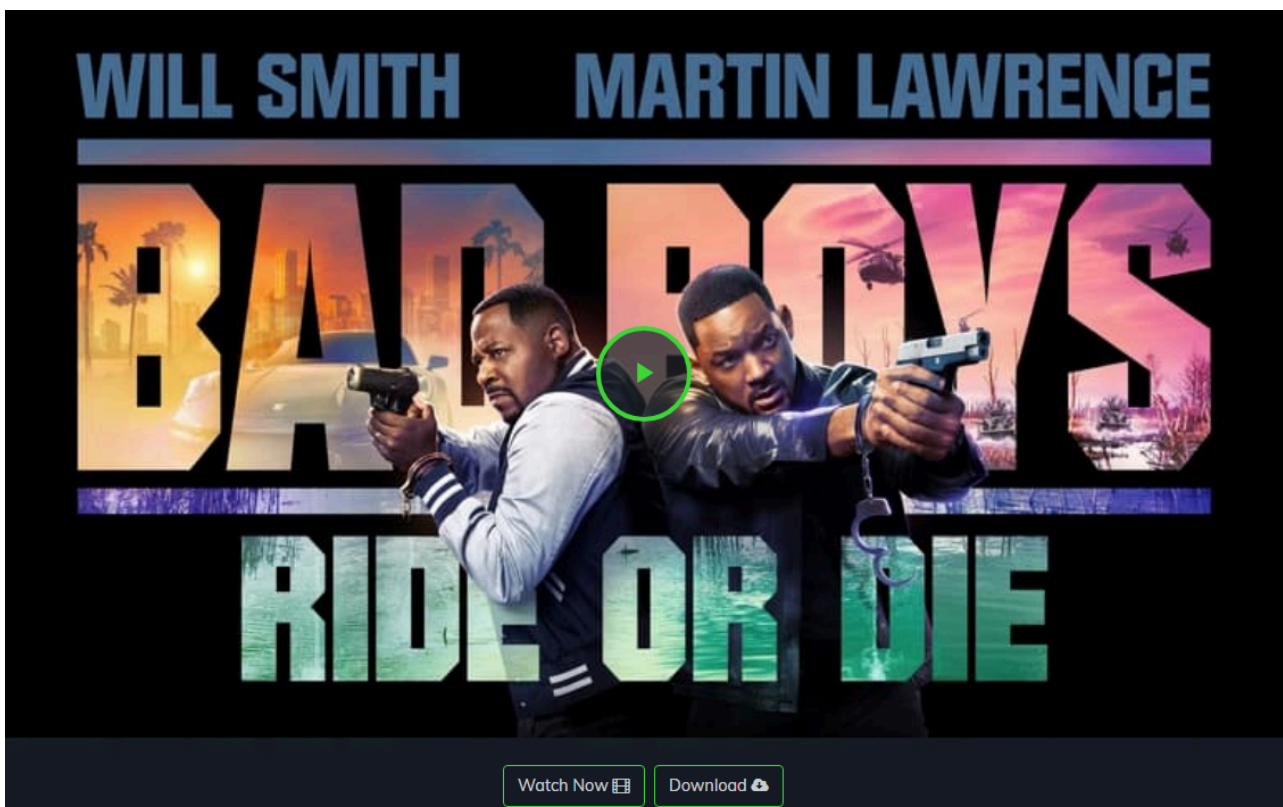 WILL SMITH MARTIN LAWRENCE
BAD BOYS
RIDE OR DIE
Watch Now
Download